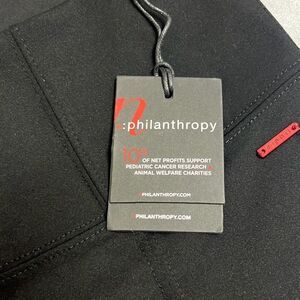 :philanthropy
10%
OF NET PROFITS SUPPORT
PEDIATRIC CANCER RESEARCH
ANIMAL WELFARE CHARITIES
PHILANTHROPY.COM
PHILANTHROPY.COM